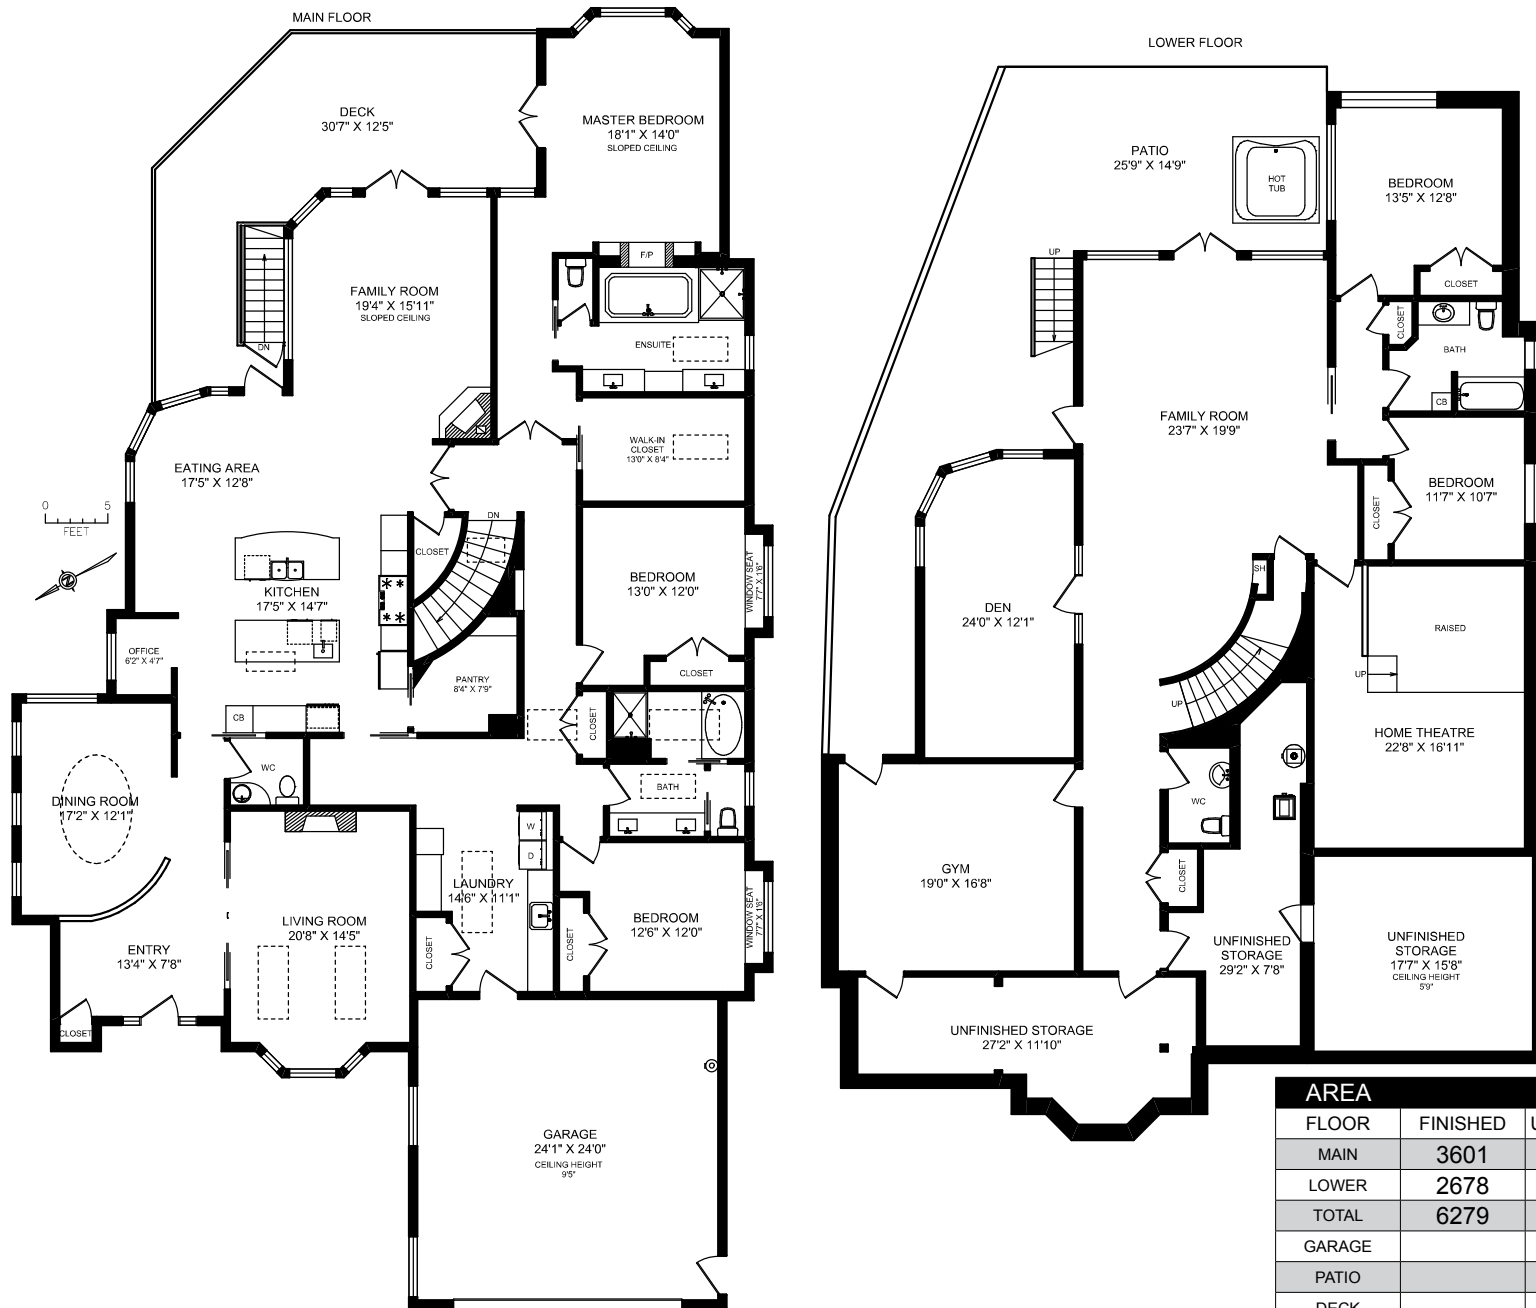 MAIN FLOOR
DECK
30'7" X 12'5"
MASTER BEDROOM
18'1" X 14'0"
SLOPED CEILING
F/P
FAMILY ROOM
19'4" X 15'11"
SLOPED CEILING
DN
ENSUITE
WALK-IN
CLOSET
13'0" X 8'4"
EATING AREA
17'5" X 12'8"
0 5
FEET
N
DN
CLOSET
KITCHEN
17'5" X 14'7"
BEDROOM
13'0" X 12'0"
WINDOW SEAT
7'7" X 1'6"
CLOSET
OFFICE
6'2" X 4'7"
PANTRY
8'4" X 7'9"
CB
CLOSET
WC
BATH
DINING ROOM
17'2" X 12'1"
W
D
LAUNDRY
14'6" X 11'1"
LIVING ROOM
20'8" X 14'5"
CLOSET
CLOSET
BEDROOM
12'6" X 12'0"
WINDOW SEAT
7'7" X 1'6"
ENTRY
13'4" X 7'8"
CLOSET
GARAGE
24'1" X 24'0"
CEILING HEIGHT
9'5"
LOWER FLOOR
PATIO
25'9" X 14'9"
HOT
TUB
BEDROOM
13'5" X 12'8"
CLOSET
UP
CLOSET
BATH
CB
FAMILY ROOM
23'7" X 19'9"
BEDROOM
11'7" X 10'7"
CLOSET
SH
DEN
24'0" X 12'1"
RAISED
UP
UP
HOME THEATRE
22'8" X 16'11"
WC
GYM
19'0" X 16'8"
CLOSET
UNFINISHED
STORAGE
29'2" X 7'8"
UNFINISHED
STORAGE
17'7" X 15'8"
CEILING HEIGHT
5'9"
UNFINISHED STORAGE
27'2" X 11'10"
AREA
FLOOR FINISHED
MAIN 3601
LOWER 2678
TOTAL 6279
GARAGE
PATIO
DECK